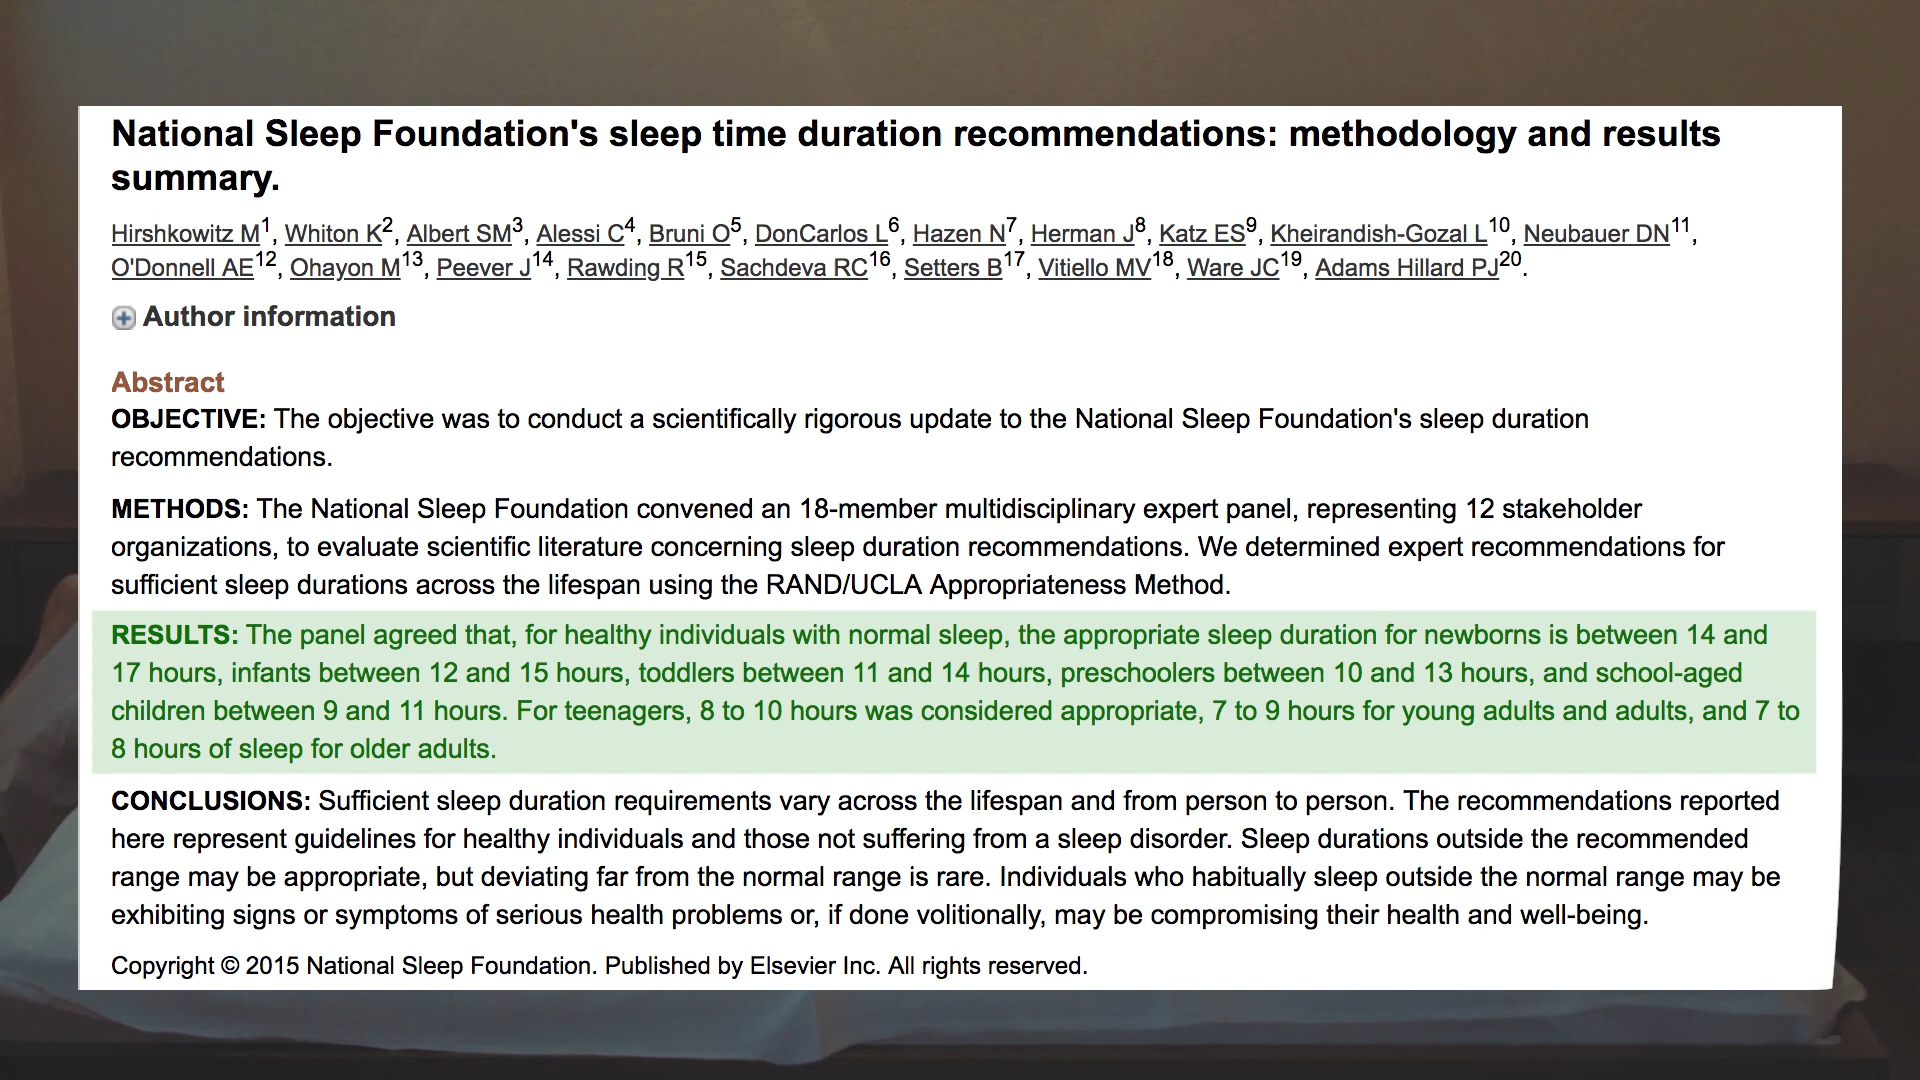 National Sleep Foundation's sleep time duration recommendations: methodology and results
summary.
Hirshkowitz M1, Whiton K2, Albert SM3, Alessi C4, Bruni O5, DonCarlos L6, Hazen N7, Herman J8, Katz ES9, Kheirandish-Gozal L10, Neubauer DN11,
O'Donnell AE12, Ohayon M13, Peever J14, Rawding R15, Sachdeva RC16, Setters B17, Vitiello MV18, Ware JC19, Adams Hillard PJ20.
Author information
Abstract
OBJECTIVE: The objective was to conduct a scientifically rigorous update to the National Sleep Foundation's sleep duration
recommendations.
METHODS: The National Sleep Foundation convened an 18-member multidisciplinary expert panel, representing 12 stakeholder
organizations, to evaluate scientific literature concerning sleep duration recommendations. We determined expert recommendations for
sufficient sleep durations across the lifespan using the RAND/UCLA Appropriateness Method.
RESULTS: The panel agreed that, for healthy individuals with normal sleep, the appropriate sleep duration for newborns is between 14 and
17 hours, infants between 12 and 15 hours, toddlers between 11 and 14 hours, preschoolers between 10 and 13 hours, and school-aged
children between 9 and 11 hours. For teenagers, 8 to 10 hours was considered appropriate, 7 to 9 hours for young adults and adults, and 7 to
8 hours of sleep for older adults.
CONCLUSIONS: Sufficient sleep duration requirements vary across the lifespan and from person to person. The recommendations reported
here represent guidelines for healthy individuals and those not suffering from a sleep disorder. Sleep durations outside the recommended
range may be appropriate, but deviating far from the normal range is rare. Individuals who habitually sleep outside the normal range may be
exhibiting signs or symptoms of serious health problems or, if done volitionally, may be compromising their health and well-being.
Copyright © 2015 National Sleep Foundation. Published by Elsevier Inc. All rights reserved.